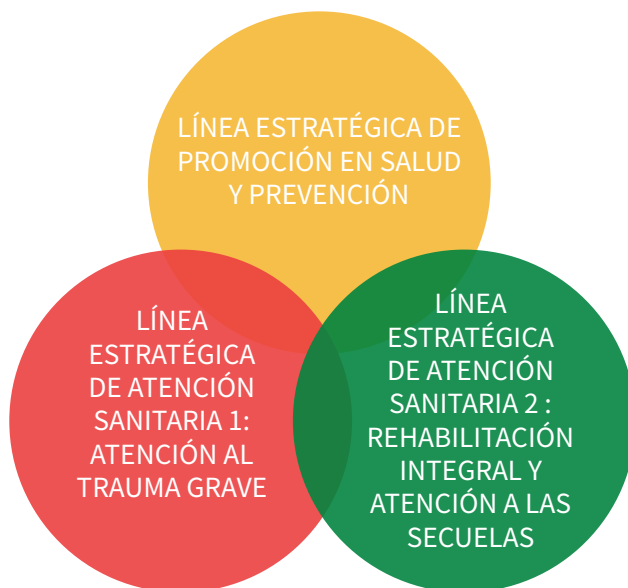 LÍNEA ESTRATÉGICA DE
PROMOCIÓN EN SALUD
Y PREVENCIÓN
LÍNEA
ESTRATÉGICA
DE ATENCIÓN
SANITARIA 1:
ATENCIÓN AL
TRAUMA GRAVE
LÍNEA
ESTRATÉGICA
DE ATENCIÓN
SANITARIA 2 :
REHABILITACIÓN
INTEGRAL Y
ATENCIÓN A LAS
SECUELAS